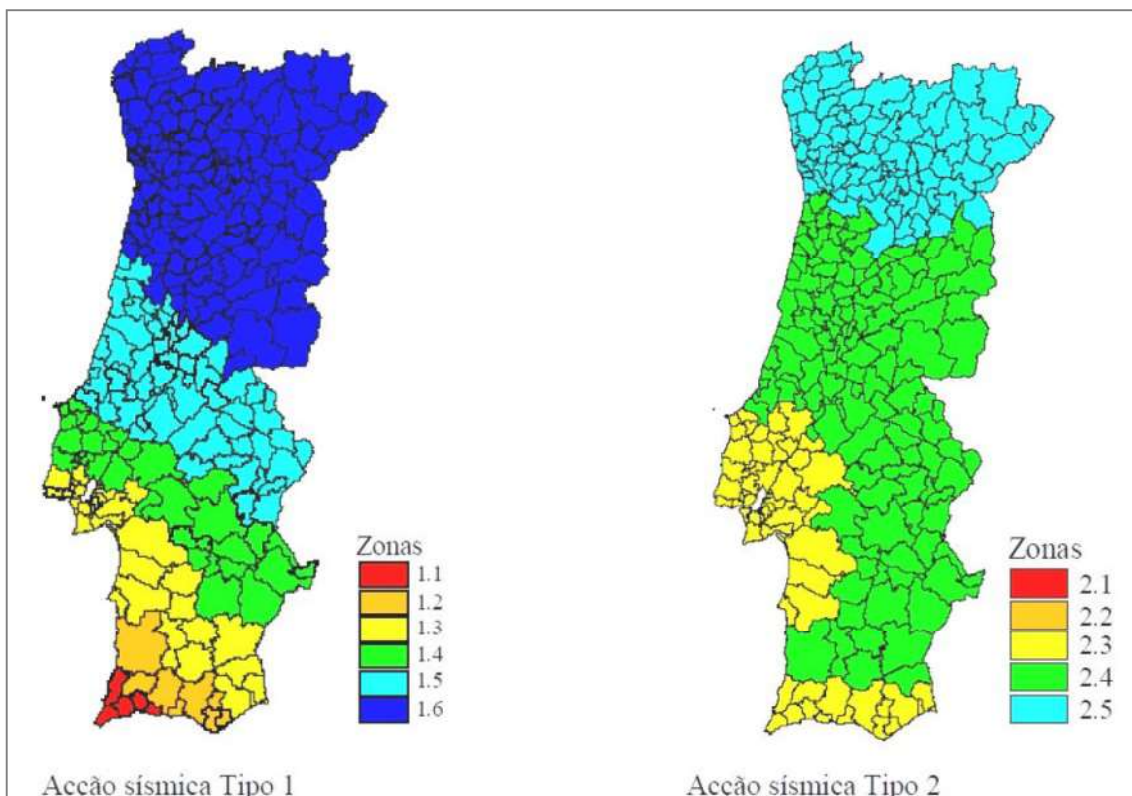 Zonas
1.1
1.2
1.3
1.4
1.5
1.6
Acção sísmica Tipo 1
Zonas
2.1
2.2
2.3
2.4
2.5
Acção sísmica Tipo 2